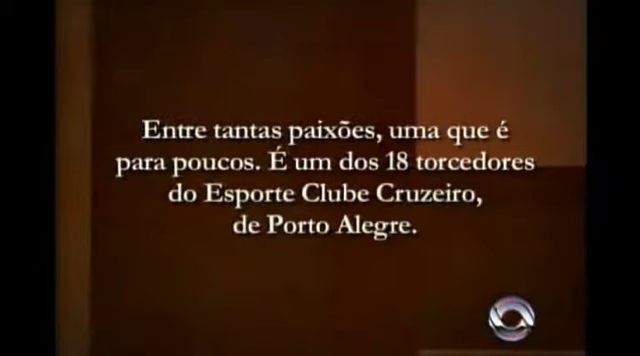 Entre tantas paixões, uma que é
para poucos. É um dos 18 torcedores
do Esporte Clube Cruzeiro,
de Porto Alegre.